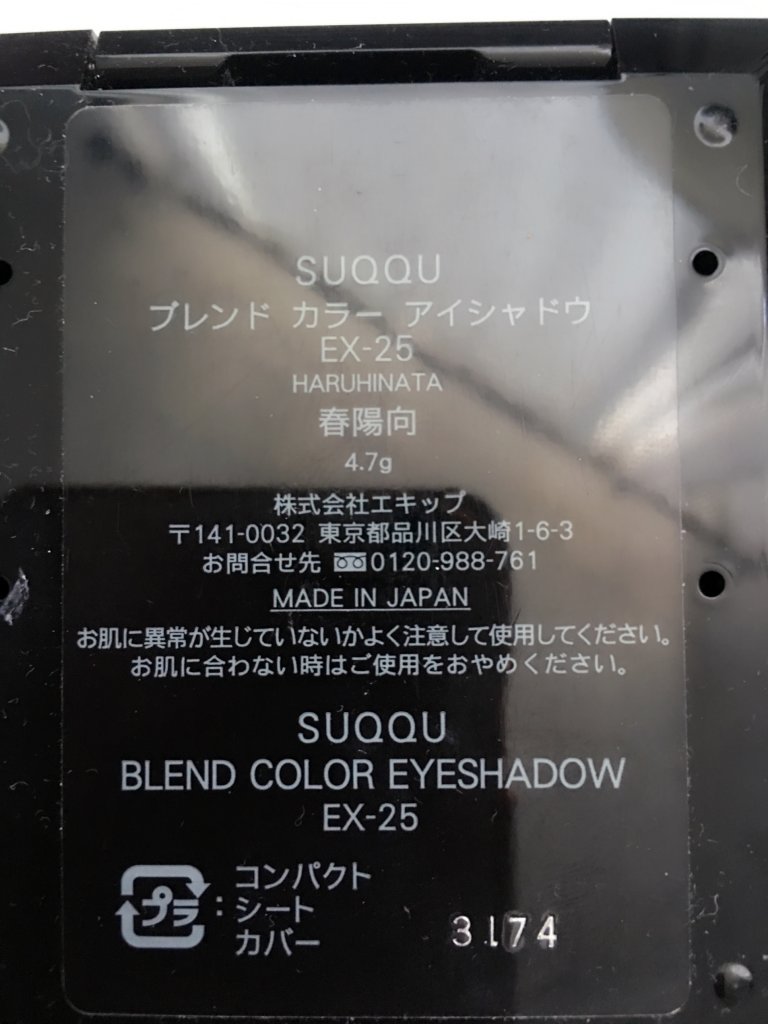 SUQQU
ブレンド カラー アイシャドウ
EX-25
HARUHINATA
春陽向
4.7g
株式会社エキップ
〒141-0032 東京都品川区大崎1-6-3
お問合せ先 0120-988-761
MADE IN JAPAN
お肌に異常が生じていないかよく注意して使用してください。
お肌に合わない時はご使用をおやめください。
SUQQU
BLEND COLOR EYESHADOW
EX-25
プラ : コンパクト
シート
カバー